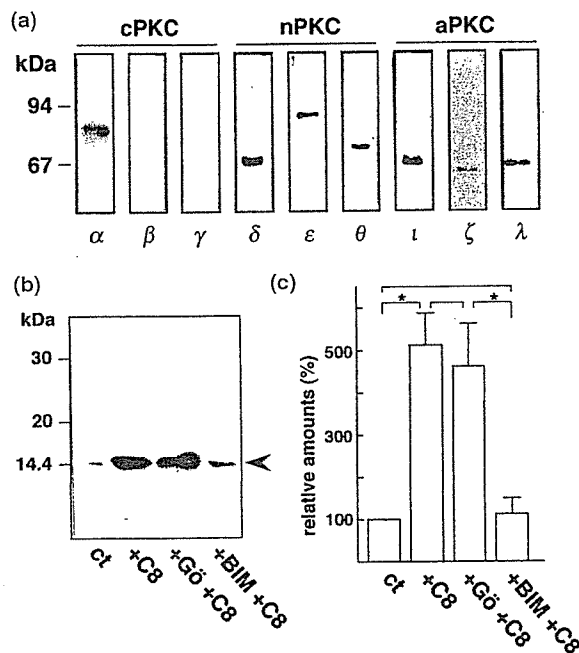 (a)
cPKC nPKC aPKC
kDa
94
67
α β γ δ ε θ ι ζ λ
(b)
kDa
30
20
14.4
ct +C8 +Gö +C8 +BIM +C8
(c)
* *
relative amounts (%)
500
300
100
ct +C8 +Gö +C8 +BIM +C8